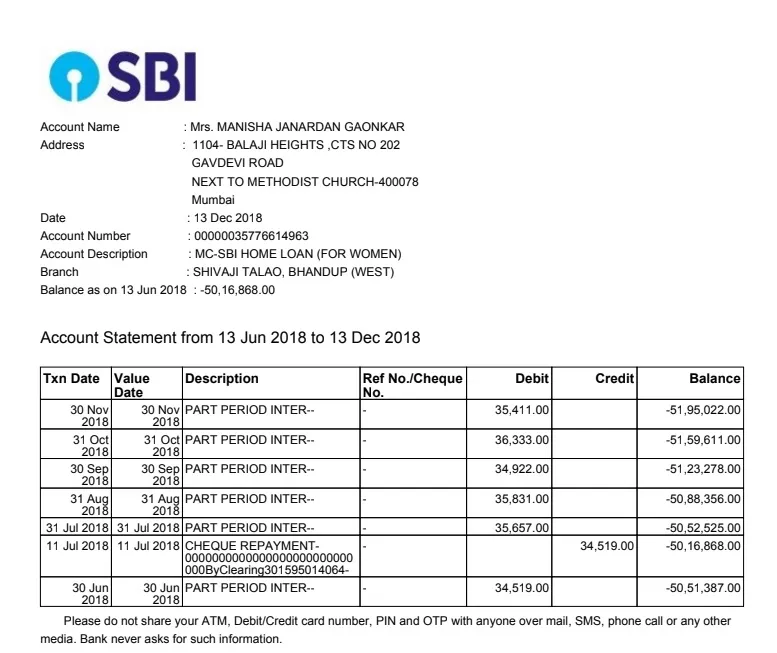 SBI
Account Name : Mrs. MANISHA JANARDAN GAONKAR
Address : 1104- BALAJI HEIGHTS ,CTS NO 202
GAVDEVI ROAD
NEXT TO METHODIST CHURCH-400078
Mumbai
Date : 13 Dec 2018
Account Number : 00000035776614963
Account Description : MC-SBI HOME LOAN (FOR WOMEN)
Branch : SHIVAJI TALAO, BHANDUP (WEST)
Balance as on 13 Jun 2018 : -50,16,868.00
Account Statement from 13 Jun 2018 to 13 Dec 2018
Txn Date Value Description Ref No./Cheque Debit Credit Balance
Date No.
30 Nov 30 Nov PART PERIOD INTER-- - 35,411.00 -51,95,022.00
2018 2018
31 Oct 31 Oct PART PERIOD INTER-- - 36,333.00 -51,59,611.00
2018 2018
30 Sep 30 Sep PART PERIOD INTER-- - 34,922.00 -51,23,278.00
2018 2018
31 Aug 31 Aug PART PERIOD INTER-- - 35,831.00 -50,88,356.00
2018 2018
31 Jul 2018 31 Jul 2018 PART PERIOD INTER-- - 35,657.00 -50,52,525.00
11 Jul 2018 11 Jul 2018 CHEQUE REPAYMENT- - 34,519.00 -50,16,868.00
0000000000000000000000000
000ByClearing301595014064-
30 Jun 30 Jun PART PERIOD INTER-- - 34,519.00 -50,51,387.00
2018 2018
Please do not share your ATM, Debit/Credit card number, PIN and OTP with anyone over mail, SMS, phone call or any other
media. Bank never asks for such information.